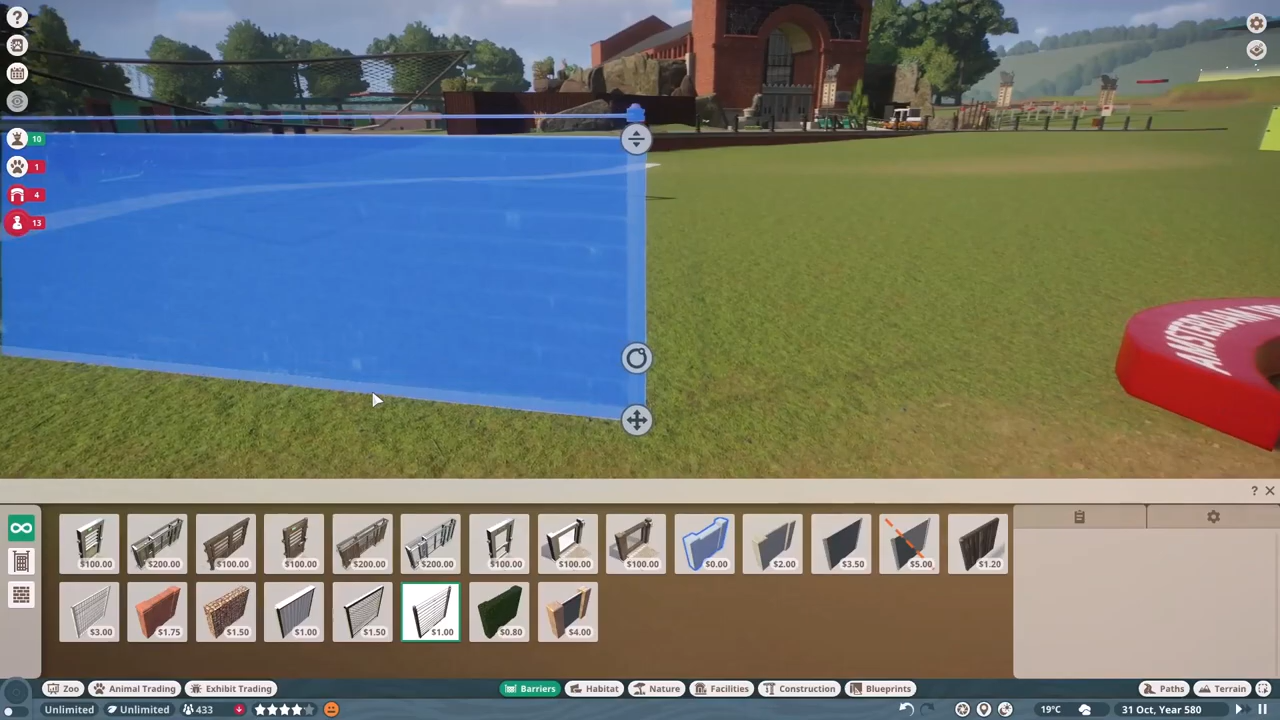 10
1
4
13
AMSTERDAM
?
$100.00 $200.00 $100.00 $100.00 $200.00 $200.00 $100.00 $100.00 $100.00 $0.00 $2.00 $3.50 $5.00 $1.20
$3.00 $1.75 $1.50 $1.00 $1.50 $1.00 $0.80 $4.00
Zoo Animal Trading Exhibit Trading Barriers Habitat Nature Facilities Construction Blueprints Paths Terrain
Unlimited Unlimited 433 19°C 31 Oct, Year 580